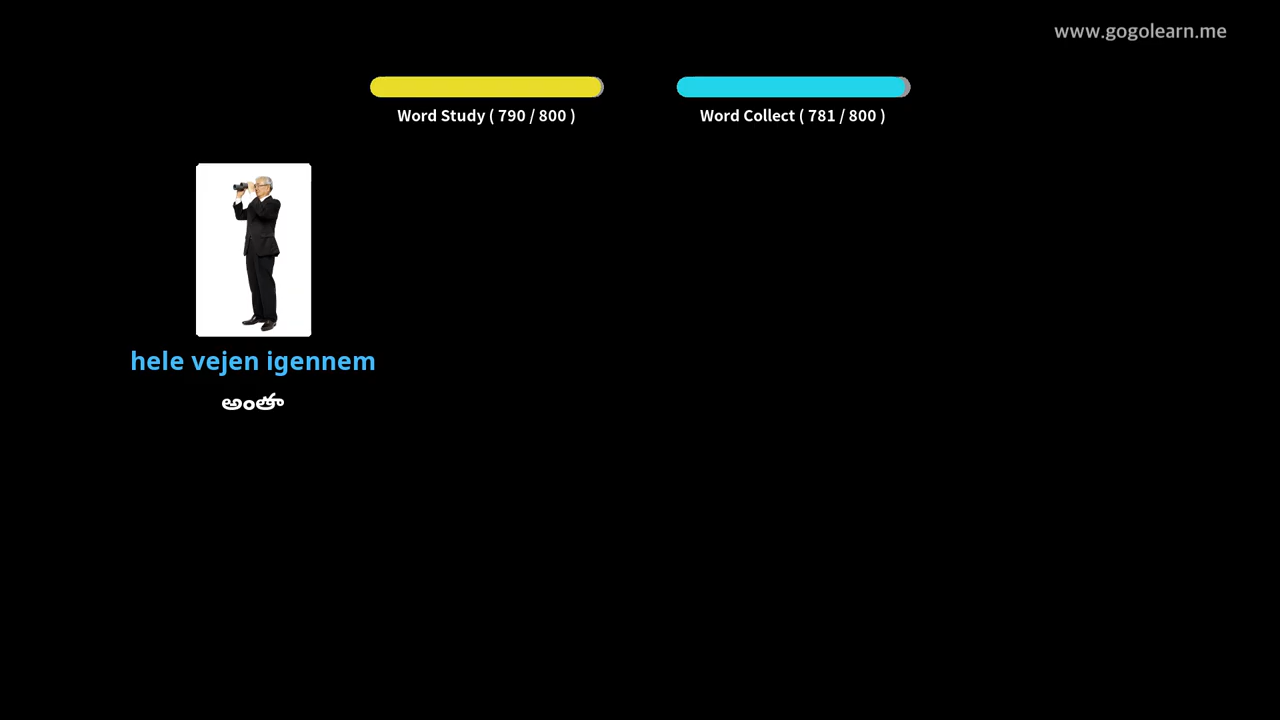 www.gogolearn.me
Word Study ( 790 / 800 )
Word Collect ( 781 / 800 )
hele vejen igennem
అంతా